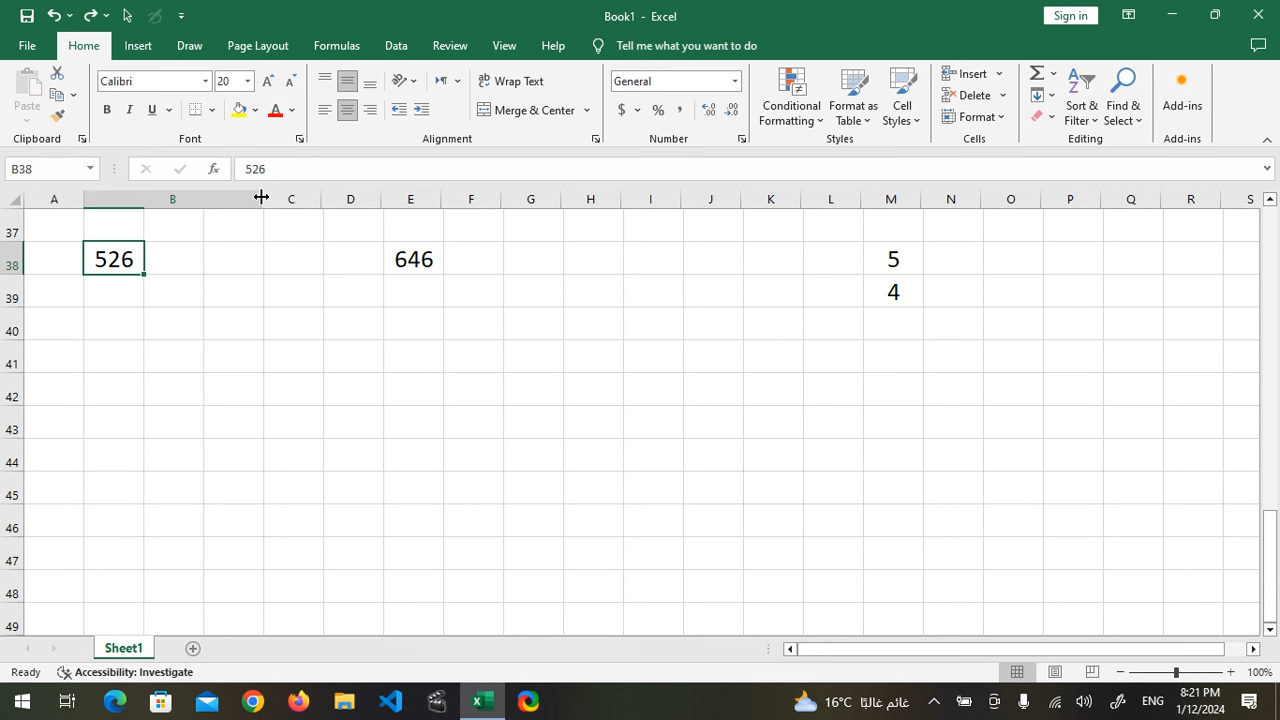 Book1 - Excel
Sign in
File Home Insert Draw Page Layout Formulas Data Review View Help Tell me what you want to do
Paste
Calibri 20
B I U A
Wrap Text
Merge & Center
General
$ %
Conditional Formatting
Format as Table
Cell Styles
Insert
Delete
Format
Sort & Filter
Find & Select
Add-ins
Clipboard Font Alignment Number Styles Cells Editing Add-ins
B38 fx 526
A B C D E F G H I J K L M N O P Q R S
37
38 526 646 5
39 4
40
41
42
43
44
45
46
47
48
49
Sheet1
Ready Accessibility: Investigate 100%
16°C غائم غالبًا ENG 8:21 PM
1/12/2024